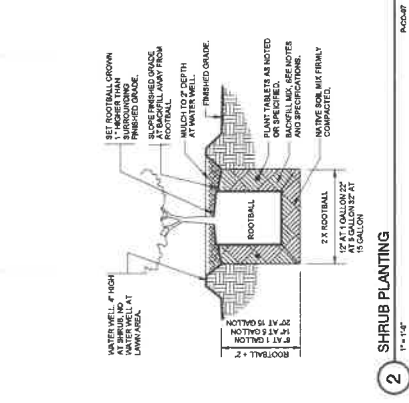 SET ROOTBALL CROWN
1" HIGHER THAN
SURROUNDING
FINISHED GRADE.
SLOPE FINISHED GRADE
AT BACKFILL AWAY FROM
ROOTBALL.
MULCH TO 2" DEPTH
AT WATER WELL.
FINISHED GRADE.
PLANT TABLETS AS NOTED
OR SPECIFIED.
BACKFILL MIX, SEE NOTES
AND SPECIFICATIONS.
NATIVE SOIL MIX FIRMLY
COMPACTED.
WATER WELL 4" HIGH
AT SHRUB, NO
WATER WELL AT
LAWN AREA.
ROOTBALL
ROOTBALL + 2"
8" AT 1 GALLON
14" AT 5 GALLON
20" AT 15 GALLON
2 X ROOTBALL
12" AT 1 GALLON 22"
AT 5 GALLON 32" AT
15 GALLON
2
SHRUB PLANTING
1" = 1'-0"
P-CO-07